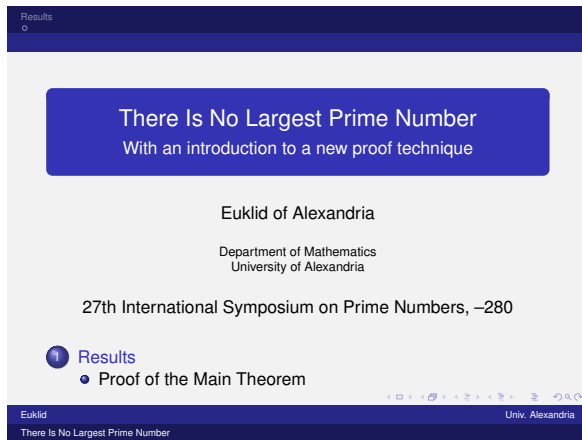 Results
There Is No Largest Prime Number
With an introduction to a new proof technique
Euklid of Alexandria
Department of Mathematics
University of Alexandria
27th International Symposium on Prime Numbers, –280
1 Results
Proof of the Main Theorem
Euklid Univ. Alexandria
There Is No Largest Prime Number